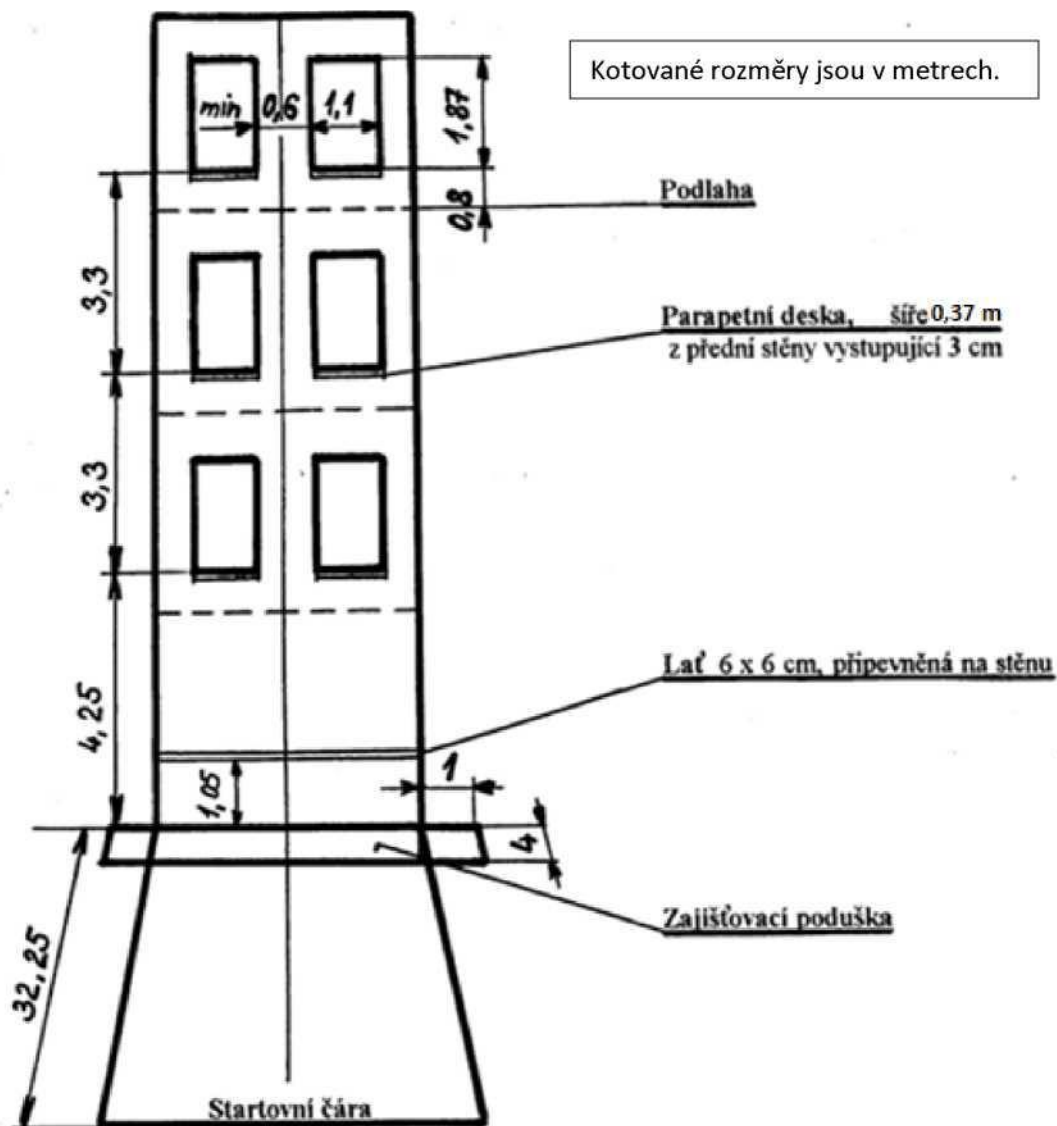 Kotované rozměry jsou v metrech.
min 0,6 1,1
1,87
0,8
Podlaha
3,3
Parapetní deska, šíře 0,37 m
z přední stěny vystupující 3 cm
3,3
Lať 6 x 6 cm, připevněná na stěnu
4,25
1,05
1
4
Zajišťovací poduška
32,25
Startovní čára